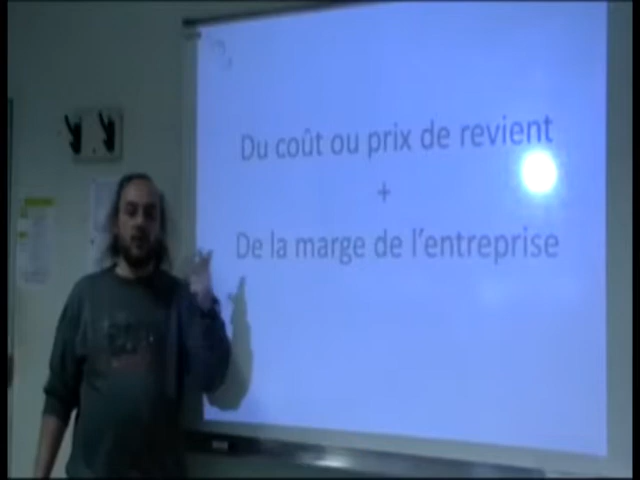 Du coût ou prix de revient
+
De la marge de l'entreprise